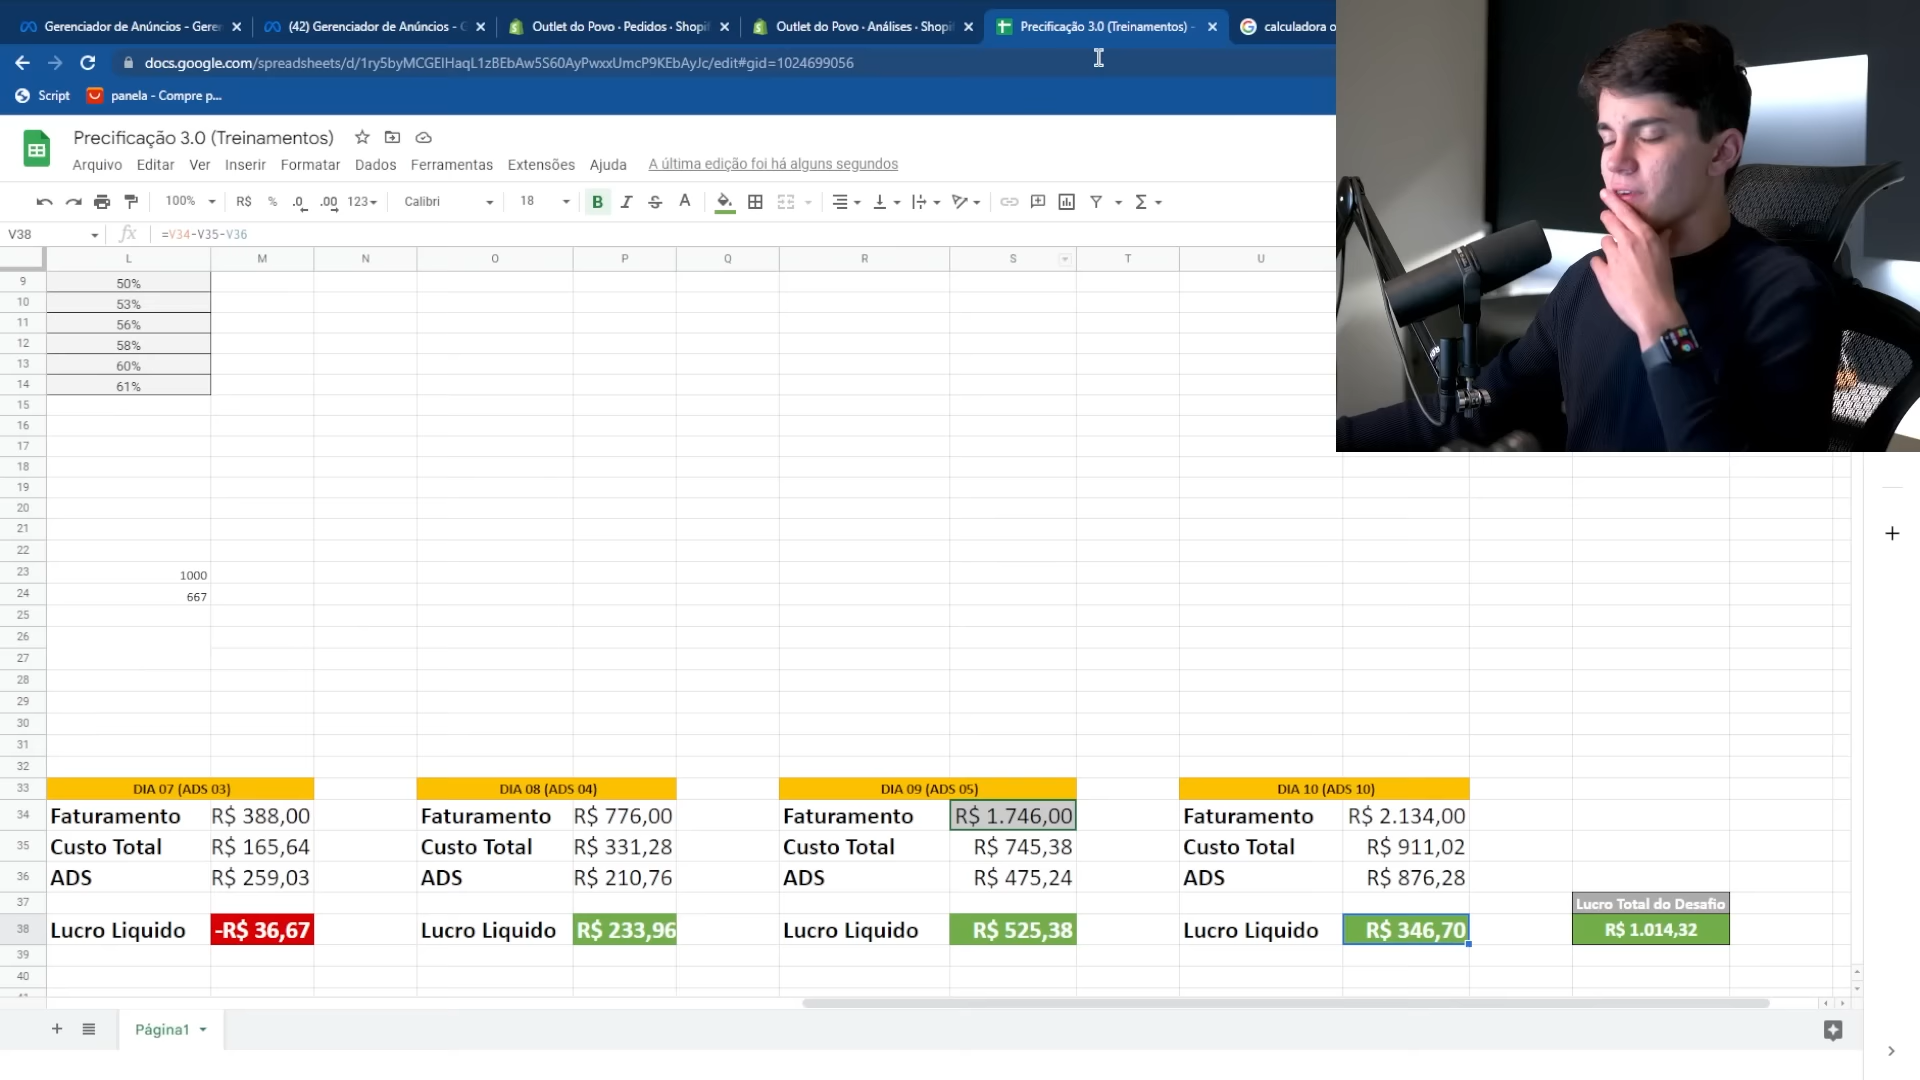 Gerenciador de Anúncios - Gere
(42) Gerenciador de Anúncios - G
Outlet do Povo · Pedidos · Shopi
Outlet do Povo · Análises · Shopi
Precificação 3.0 (Treinamentos) -
calculadora o
docs.google.com/spreadsheets/d/1ry5byMCGEIHaqL1zBEbAw5S60AyPwxxUmcP9KEbAyJc/edit#gid=1024699056
Script
panela - Compre p...
Precificação 3.0 (Treinamentos)
Arquivo Editar Ver Inserir Formatar Dados Ferramentas Extensões Ajuda A última edição foi há alguns segundos
100% R$ % .0 .00 123 Calibri 18 B I S A
V38 fx =V34-V35-V36
L M N O P Q R S T U
9 50%
10 53%
11 56%
12 58%
13 60%
14 61%
15
16
17
18
19
20
21
22
23 1000
24 667
25
26
27
28
29
30
31
32
33 DIA 07 (ADS 03) DIA 08 (ADS 04) DIA 09 (ADS 05) DIA 10 (ADS 10)
34 Faturamento R$ 388,00 Faturamento R$ 776,00 Faturamento R$ 1.746,00 Faturamento R$ 2.134,00
35 Custo Total R$ 165,64 Custo Total R$ 331,28 Custo Total R$ 745,38 Custo Total R$ 911,02
36 ADS R$ 259,03 ADS R$ 210,76 ADS R$ 475,24 ADS R$ 876,28
37 Lucro Total do Desafio
38 Lucro Liquido -R$ 36,67 Lucro Liquido R$ 233,96 Lucro Liquido R$ 525,38 Lucro Liquido R$ 346,70 R$ 1.014,32
39
40
Página1